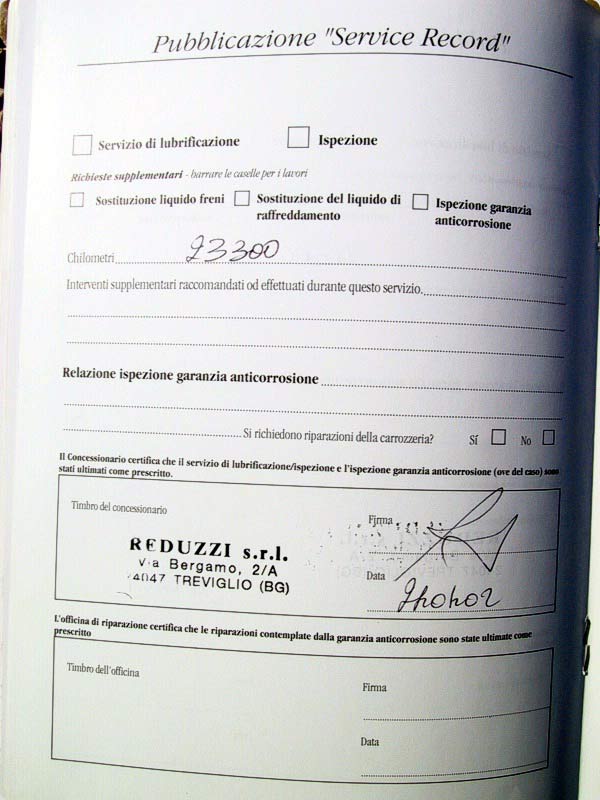 Pubblicazione "Service Record"
Servizio di lubrificazione Ispezione
Richieste supplementari - barrare le caselle per i lavori
Sostituzione liquido freni Sostituzione del liquido di raffreddamento Ispezione garanzia anticorrosione
Chilometri 23300
Interventi supplementari raccomandati od effettuati durante questo servizio.
Relazione ispezione garanzia anticorrosione
Si richiedono riparazioni della carrozzeria? Sí No
Il Concessionario certifica che il servizio di lubrificazione/ispezione e l'ispezione garanzia anticorrosione (ove del caso) sono
stati ultimati come prescritto.
Timbro del concessionario
Firma
REDUZZI s.r.l.
Via Bergamo, 2/A
24047 TREVIGLIO (BG)
Data
L'officina di riparazione certifica che le riparazioni contemplate dalla garanzia anticorrosione sono state ultimate come
prescritto
Timbro dell'officina
Firma
Data